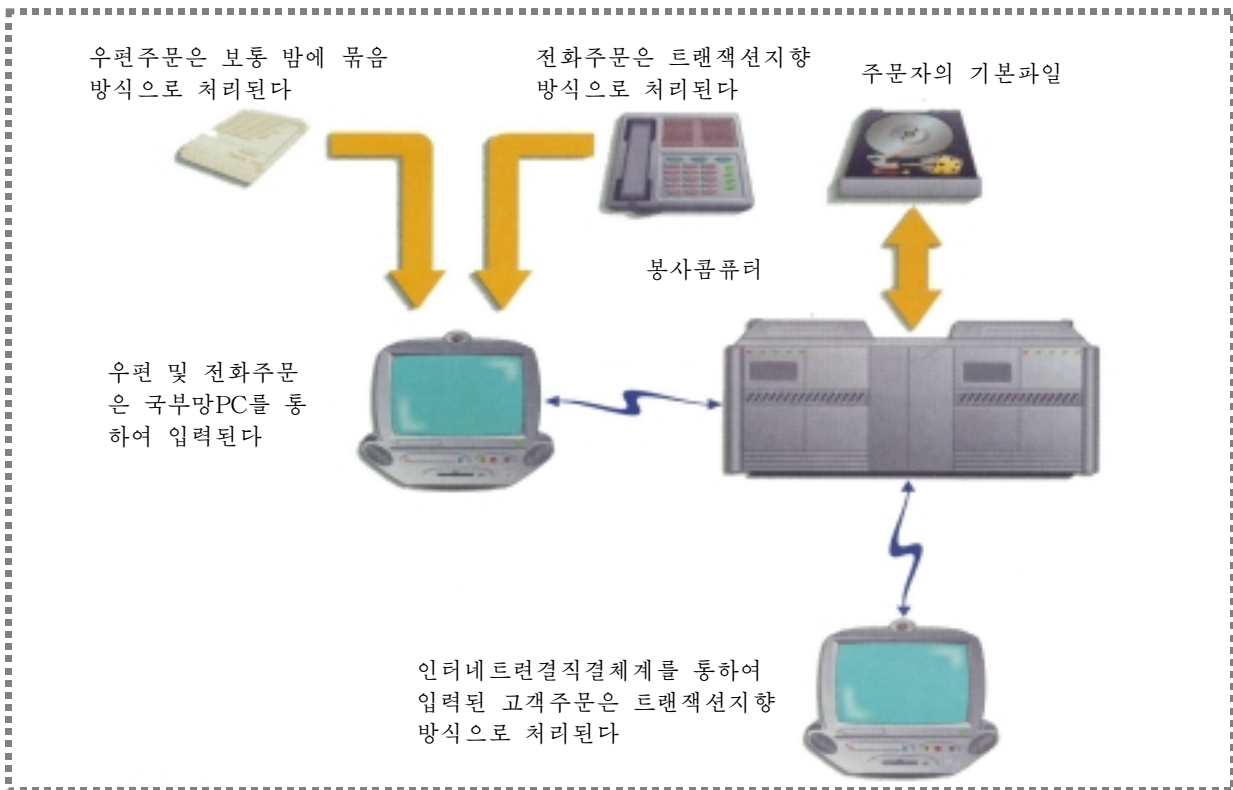 우편주문은 보통 밤에 묶음
방식으로 처리된다
전화주문은 트랜잭션지향
방식으로 처리된다
주문자의 기본파일
봉사콤퓨터
우편 및 전화주문
은 국부망PC를 통
하여 입력된다
인터네트련결직결체계를 통하여
입력된 고객주문은 트랜잭션지향
방식으로 처리된다